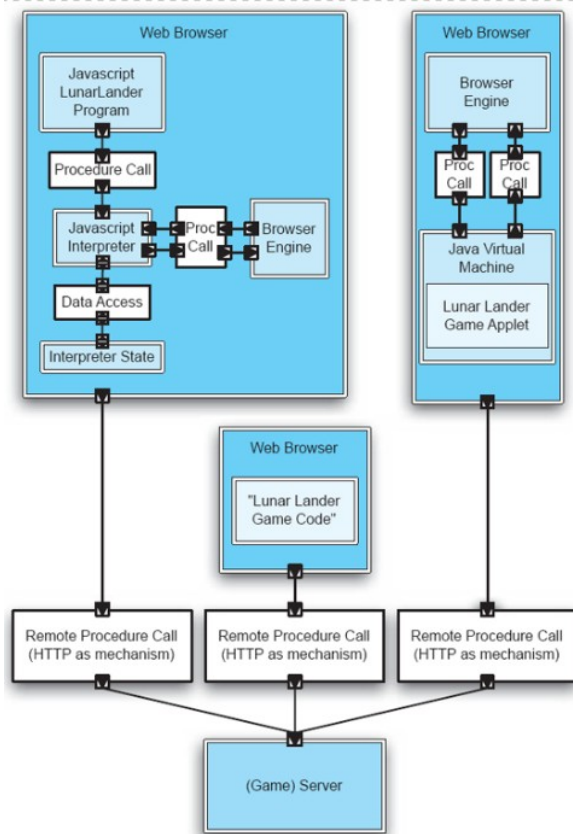 Web Browser
Javascript
LunarLander
Program
Procedure Call
Javascript
Interpreter
Proc
Call
Browser
Engine
Data Access
Interpreter State
Web Browser
Browser
Engine
Proc
Call
Proc
Call
Java Virtual
Machine
Lunar Lander
Game Applet
Web Browser
"Lunar Lander
Game Code"
Remote Procedure Call
(HTTP as mechanism)
Remote Procedure Call
(HTTP as mechanism)
Remote Procedure Call
(HTTP as mechanism)
(Game) Server